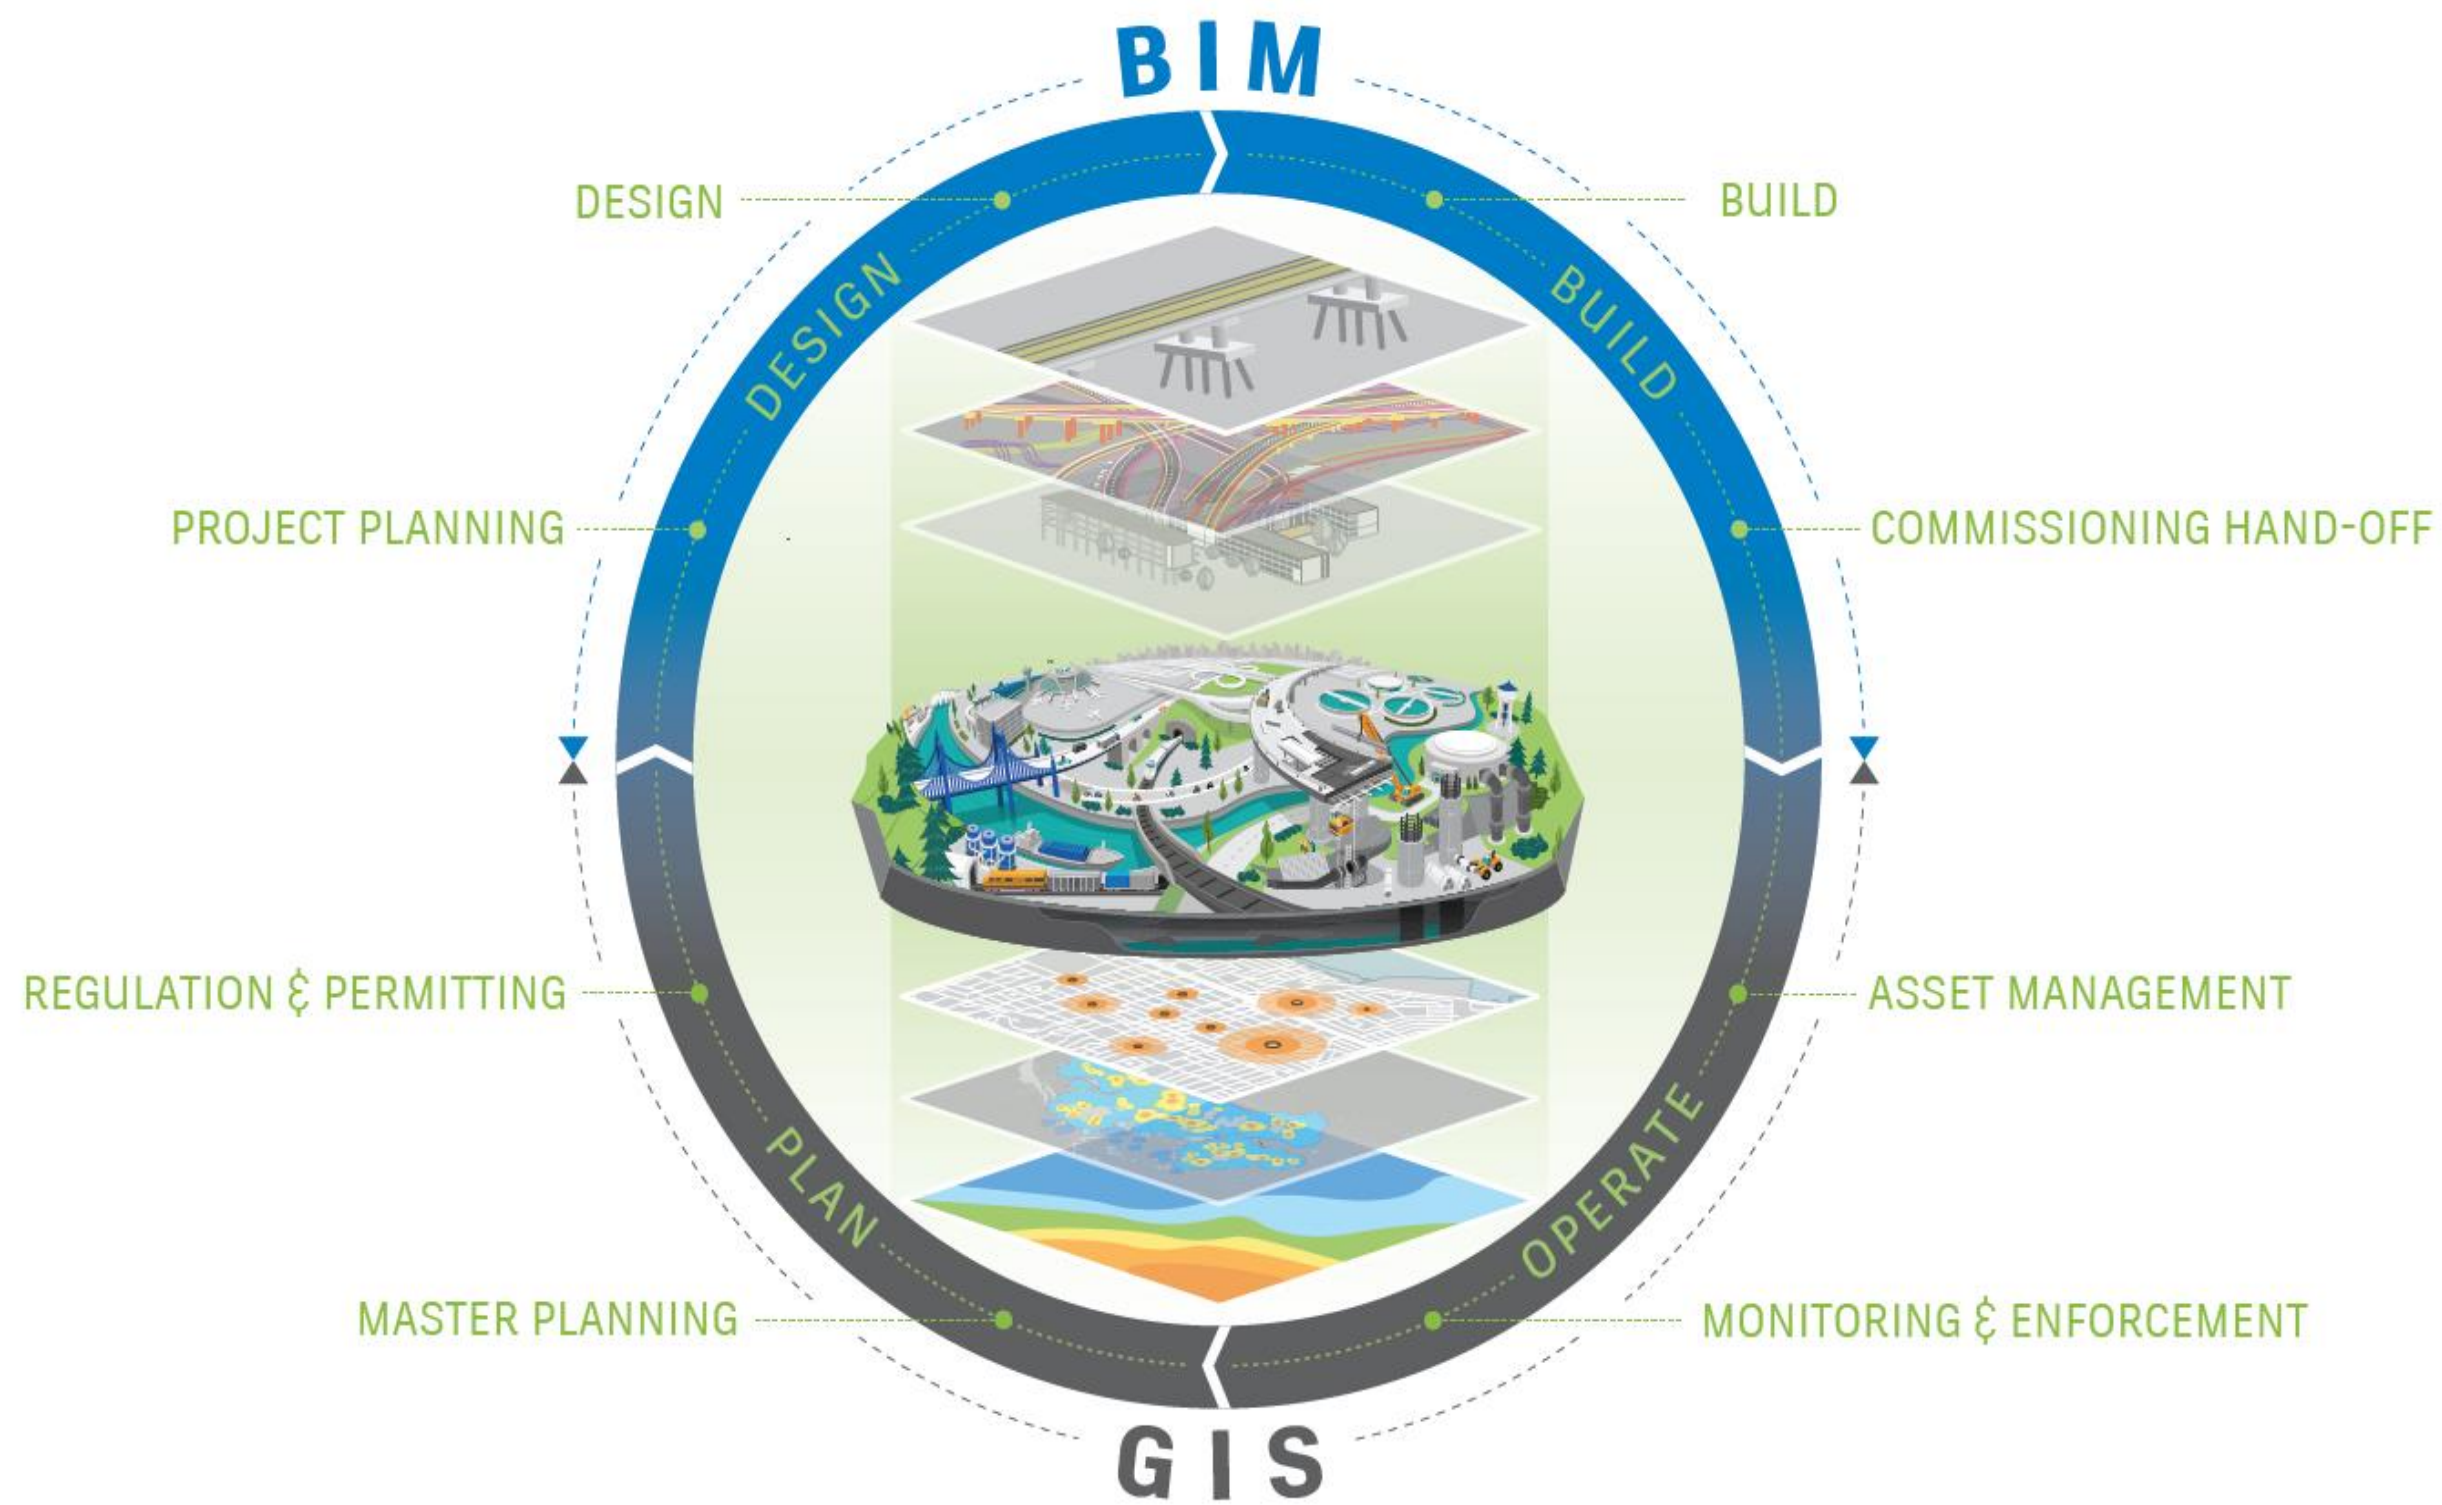 BIM
DESIGN
BUILD
DESIGN
BUILD
PROJECT PLANNING
COMMISSIONING HAND-OFF
REGULATION & PERMITTING
ASSET MANAGEMENT
PLAN
OPERATE
MASTER PLANNING
MONITORING & ENFORCEMENT
GIS